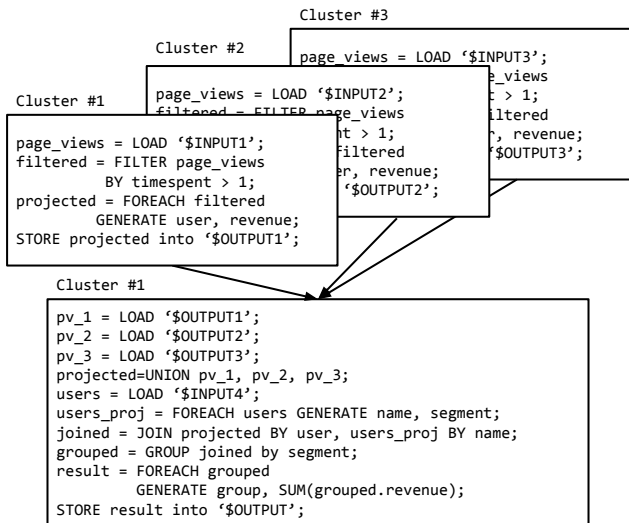 Cluster #3
page_views = LOAD ‘$INPUT3’;
e_views
t > 1;
iltered
r, revenue;
‘$OUTPUT3’;
Cluster #2
page_views = LOAD ‘$INPUT2’;
filtered = FILTER page_views
nt > 1;
filtered
er, revenue;
‘$OUTPUT2’;
Cluster #1
page_views = LOAD ‘$INPUT1’;
filtered = FILTER page_views
BY timespent > 1;
projected = FOREACH filtered
GENERATE user, revenue;
STORE projected into ‘$OUTPUT1’;
Cluster #1
pv_1 = LOAD ‘$OUTPUT1’;
pv_2 = LOAD ‘$OUTPUT2’;
pv_3 = LOAD ‘$OUTPUT3’;
projected=UNION pv_1, pv_2, pv_3;
users = LOAD ‘$INPUT4’;
users_proj = FOREACH users GENERATE name, segment;
joined = JOIN projected BY user, users_proj BY name;
grouped = GROUP joined by segment;
result = FOREACH grouped
GENERATE group, SUM(grouped.revenue);
STORE result into ‘$OUTPUT’;